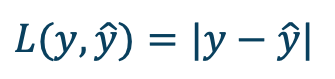 L(y, ŷ) = |y − ŷ|